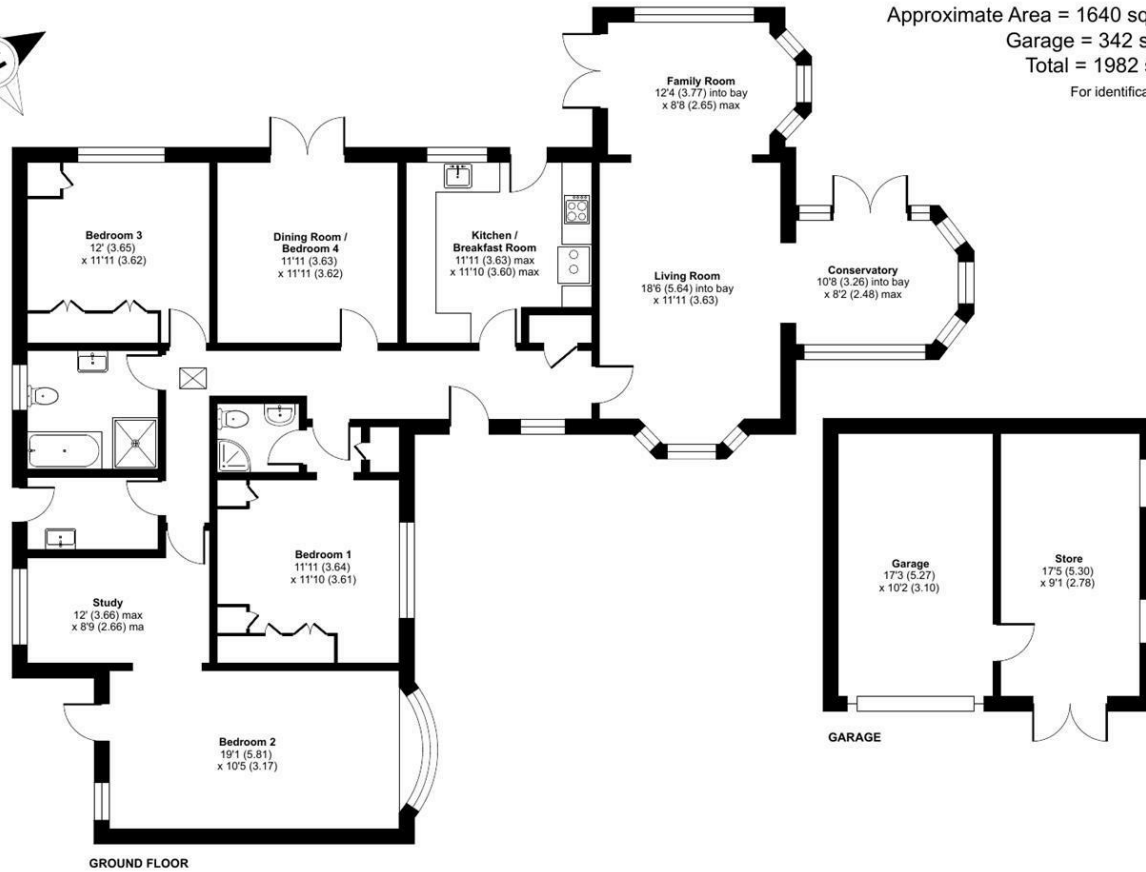 Approximate Area = 1640 sq
Garage = 342 s
Total = 1982
For identifica
Family Room
12'4 (3.77) into bay
x 8'8 (2.65) max
Bedroom 3
12' (3.65)
x 11'11 (3.62)
Dining Room /
Bedroom 4
11'11 (3.63)
x 11'11 (3.62)
Kitchen /
Breakfast Room
11'11 (3.63) max
x 11'10 (3.60) max
Living Room
18'6 (5.64) into bay
x 11'11 (3.63)
Conservatory
10'8 (3.26) into bay
x 8'2 (2.48) max
Bedroom 1
11'11 (3.64)
x 11'10 (3.61)
Study
12' (3.66) max
x 8'9 (2.66) ma
Bedroom 2
19'1 (5.81)
x 10'5 (3.17)
Garage
17'3 (5.27)
x 10'2 (3.10)
Store
17'5 (5.30)
x 9'1 (2.78)
GARAGE
GROUND FLOOR